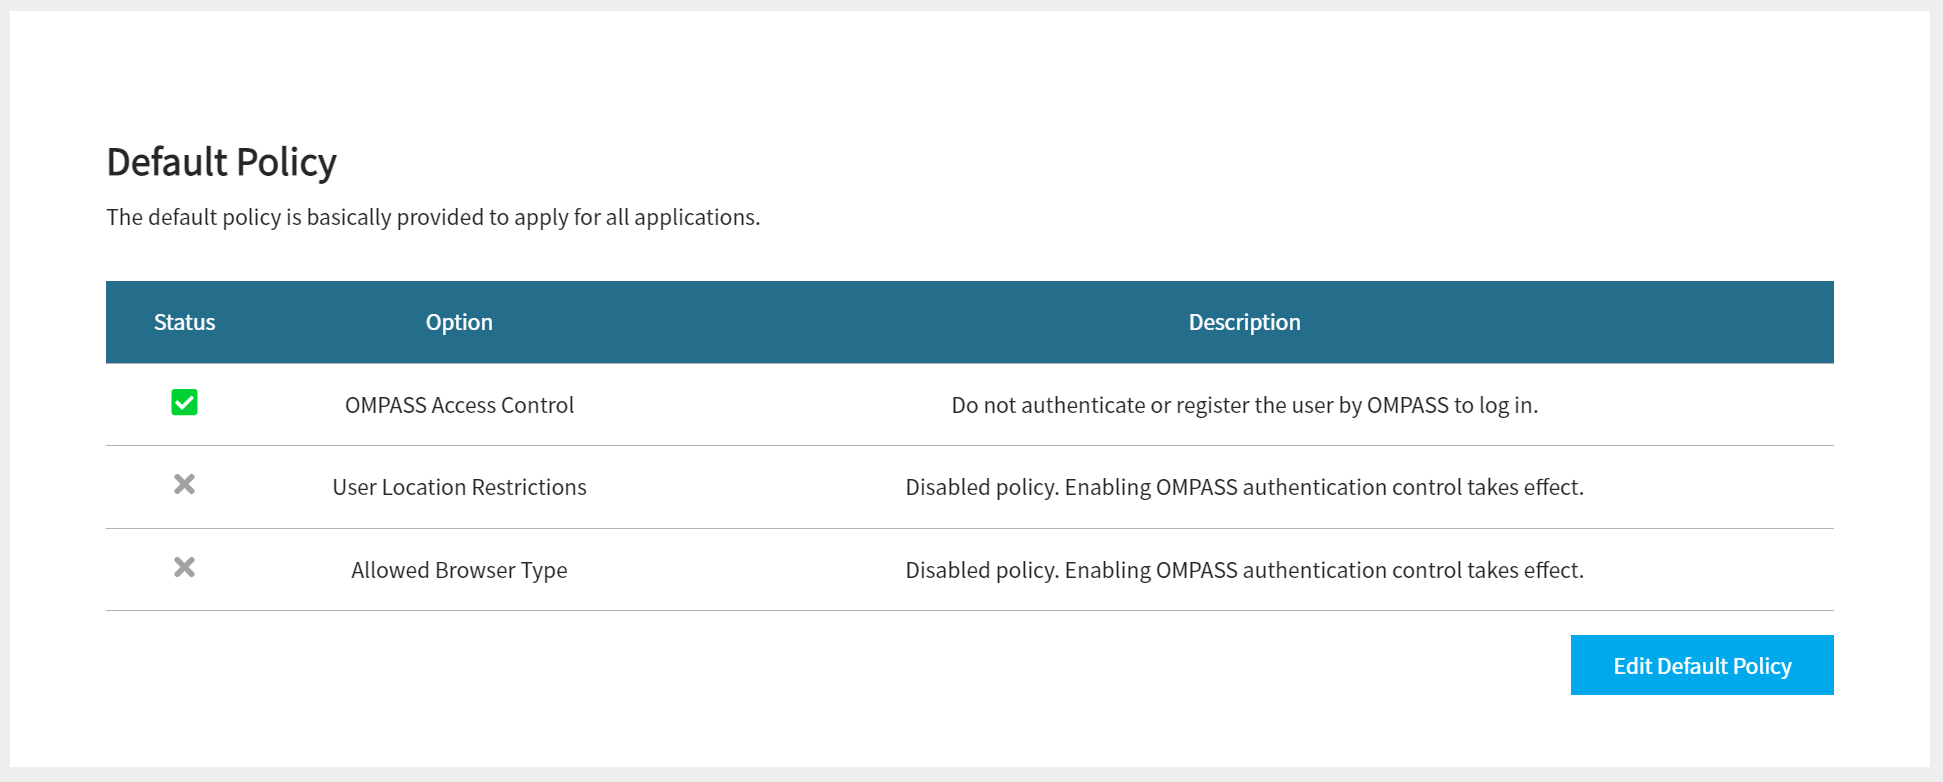 Default Policy
The default policy is basically provided to apply for all applications.
Status Option Description
OMPASS Access Control Do not authenticate or register the user by OMPASS to log in.
User Location Restrictions Disabled policy. Enabling OMPASS authentication control takes effect.
Allowed Browser Type Disabled policy. Enabling OMPASS authentication control takes effect.
Edit Default Policy